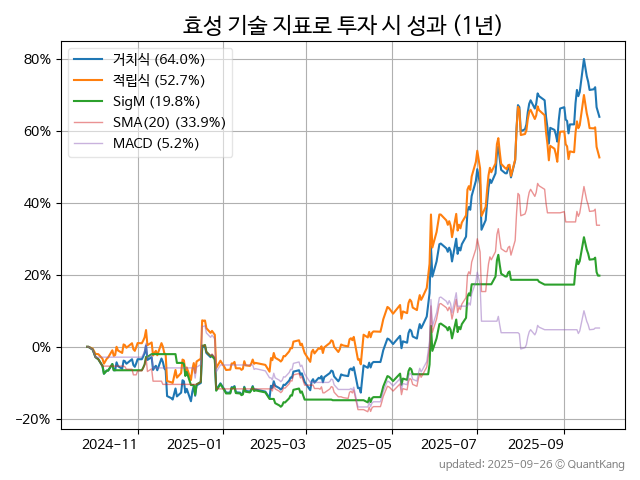 효성 기술 지표로 투자 시 성과 (1년)
80%
60%
40%
20%
0%
−20%
거치식 (64.0%)
적립식 (52.7%)
SigM (19.8%)
SMA(20) (33.9%)
MACD (5.2%)
2024-11 2025-01 2025-03 2025-05 2025-07 2025-09
updated: 2025-09-26 © QuantKang